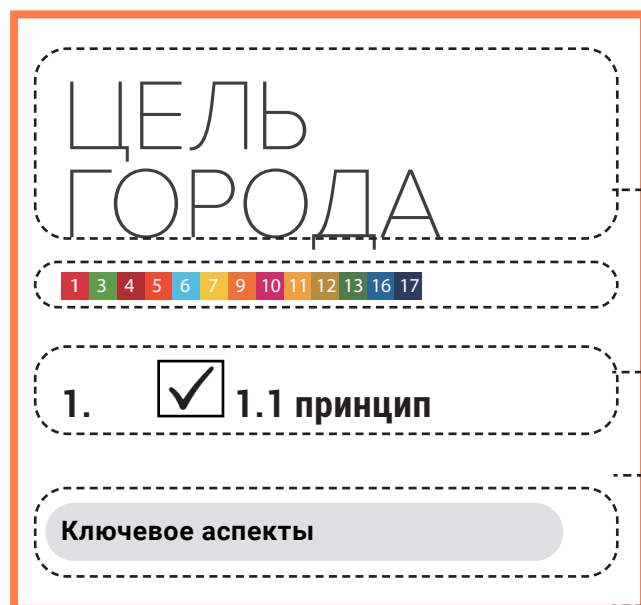 ЦЕЛЬ
ГОРОДА
1 3 4 5 6 7 9 10 11 12 13 16 17
1. 1.1 принцип
Ключевое аспекты